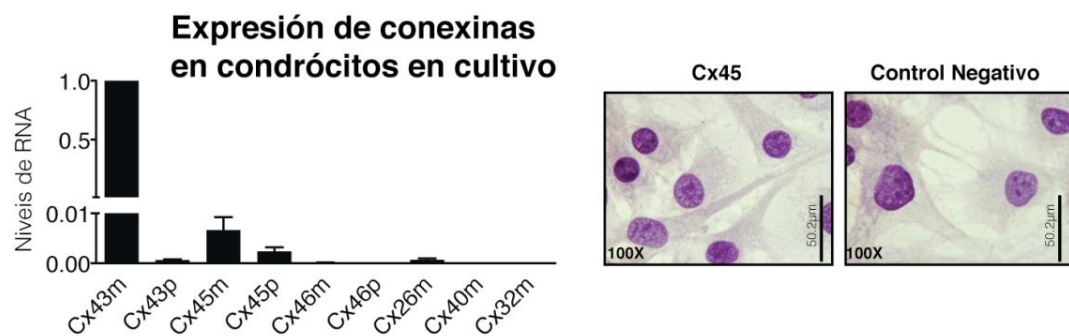 Expresión de conexinas
en condrócitos en cultivo
Niveis de RNA
1.0
0.5
0.01
0.00
Cx43m
Cx43p
Cx45m
Cx45p
Cx46m
Cx46p
Cx26m
Cx40m
Cx32m
Cx45
100X
50.2µm
Control Negativo
100X
50.2µm